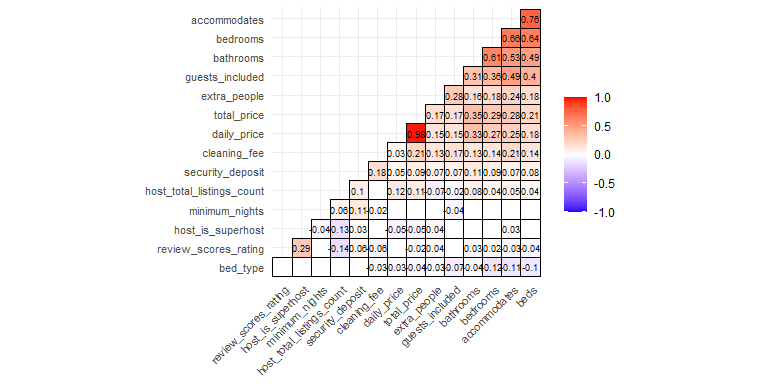 accommodates 0.76
bedrooms 0.66 0.64
bathrooms 0.61 0.53 0.49
guests_included 0.31 0.36 0.49 0.4
extra_people 0.28 0.16 0.18 0.24 0.18
total_price 0.17 0.17 0.35 0.29 0.28 0.21
daily_price 0.98 0.15 0.15 0.33 0.27 0.25 0.18
cleaning_fee 0.03 0.21 0.13 0.17 0.13 0.14 0.21 0.14
security_deposit 0.18 0.05 0.09 0.07 0.07 0.11 0.09 0.07 0.08
host_total_listings_count 0.1 0.12 0.11 -0.07 -0.02 0.08 0.04 0.05 0.04
minimum_nights 0.06 0.11 -0.02 -0.04
host_is_superhost -0.04 -0.13 0.03 -0.05 -0.05 0.04 0.03
review_scores_rating 0.29 -0.14 0.06 -0.06 -0.02 0.04 0.03 -0.02 -0.03 -0.04
bed_type -0.03 -0.03 -0.04 -0.03 -0.07 -0.04 -0.12 -0.11 -0.1
review_scores_rating
host_is_superhost
minimum_nights
host_total_listings_count
security_deposit
cleaning_fee
daily_price
total_price
extra_people
guests_included
bathrooms
bedrooms
accommodates
beds
1.0
0.5
0.0
-0.5
-1.0